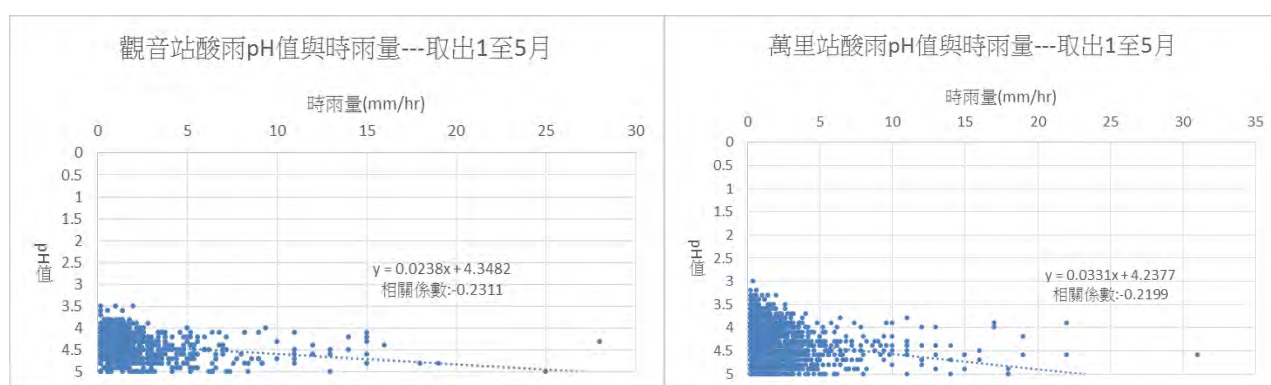 觀音站酸雨pH值與時雨量---取出1至5月
時雨量(mm/hr)
0 5 10 15 20 25 30
0
0.5
1
1.5
2
2.5
3
3.5
4
4.5
5
pH值
y = 0.0238x + 4.3482
相關係數:-0.2311
萬里站酸雨pH值與時雨量---取出1至5月
時雨量(mm/hr)
0 5 10 15 20 25 30 35
0
0.5
1
1.5
2
2.5
3
3.5
4
4.5
5
pH值
y = 0.0331x + 4.2377
相關係數:-0.2199